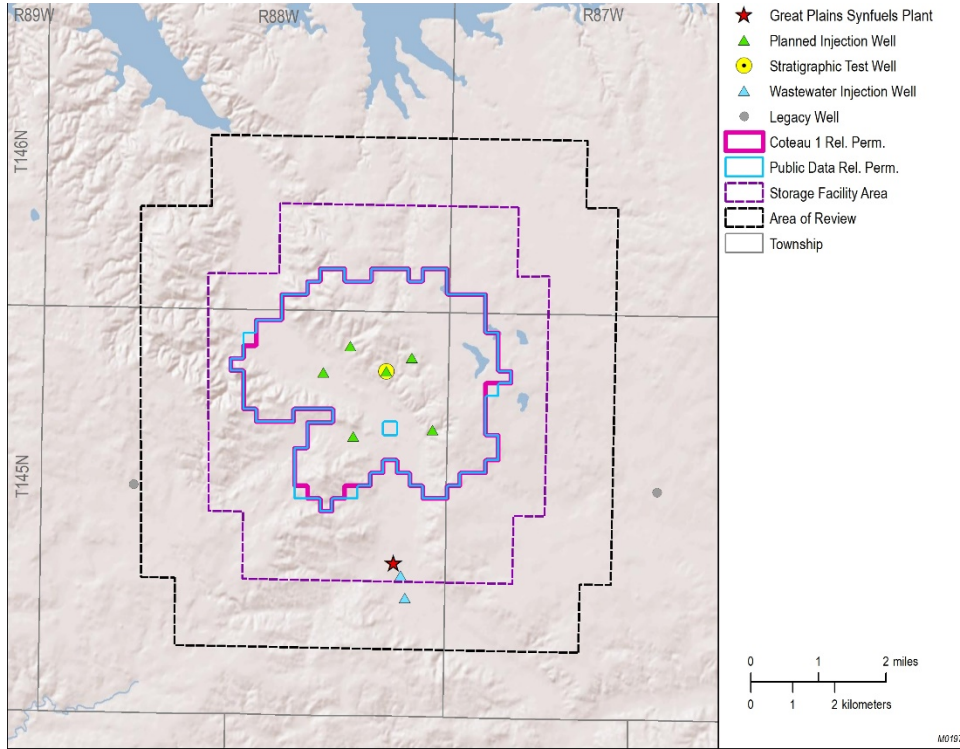 R89W
R88W
R87W
T146N
T145N
Great Plains Synfuels Plant
Planned Injection Well
Stratigraphic Test Well
Wastewater Injection Well
Legacy Well
Coteau 1 Rel. Perm.
Public Data Rel. Perm.
Storage Facility Area
Area of Review
Township
0 1 2 miles
0 1 2 kilometers